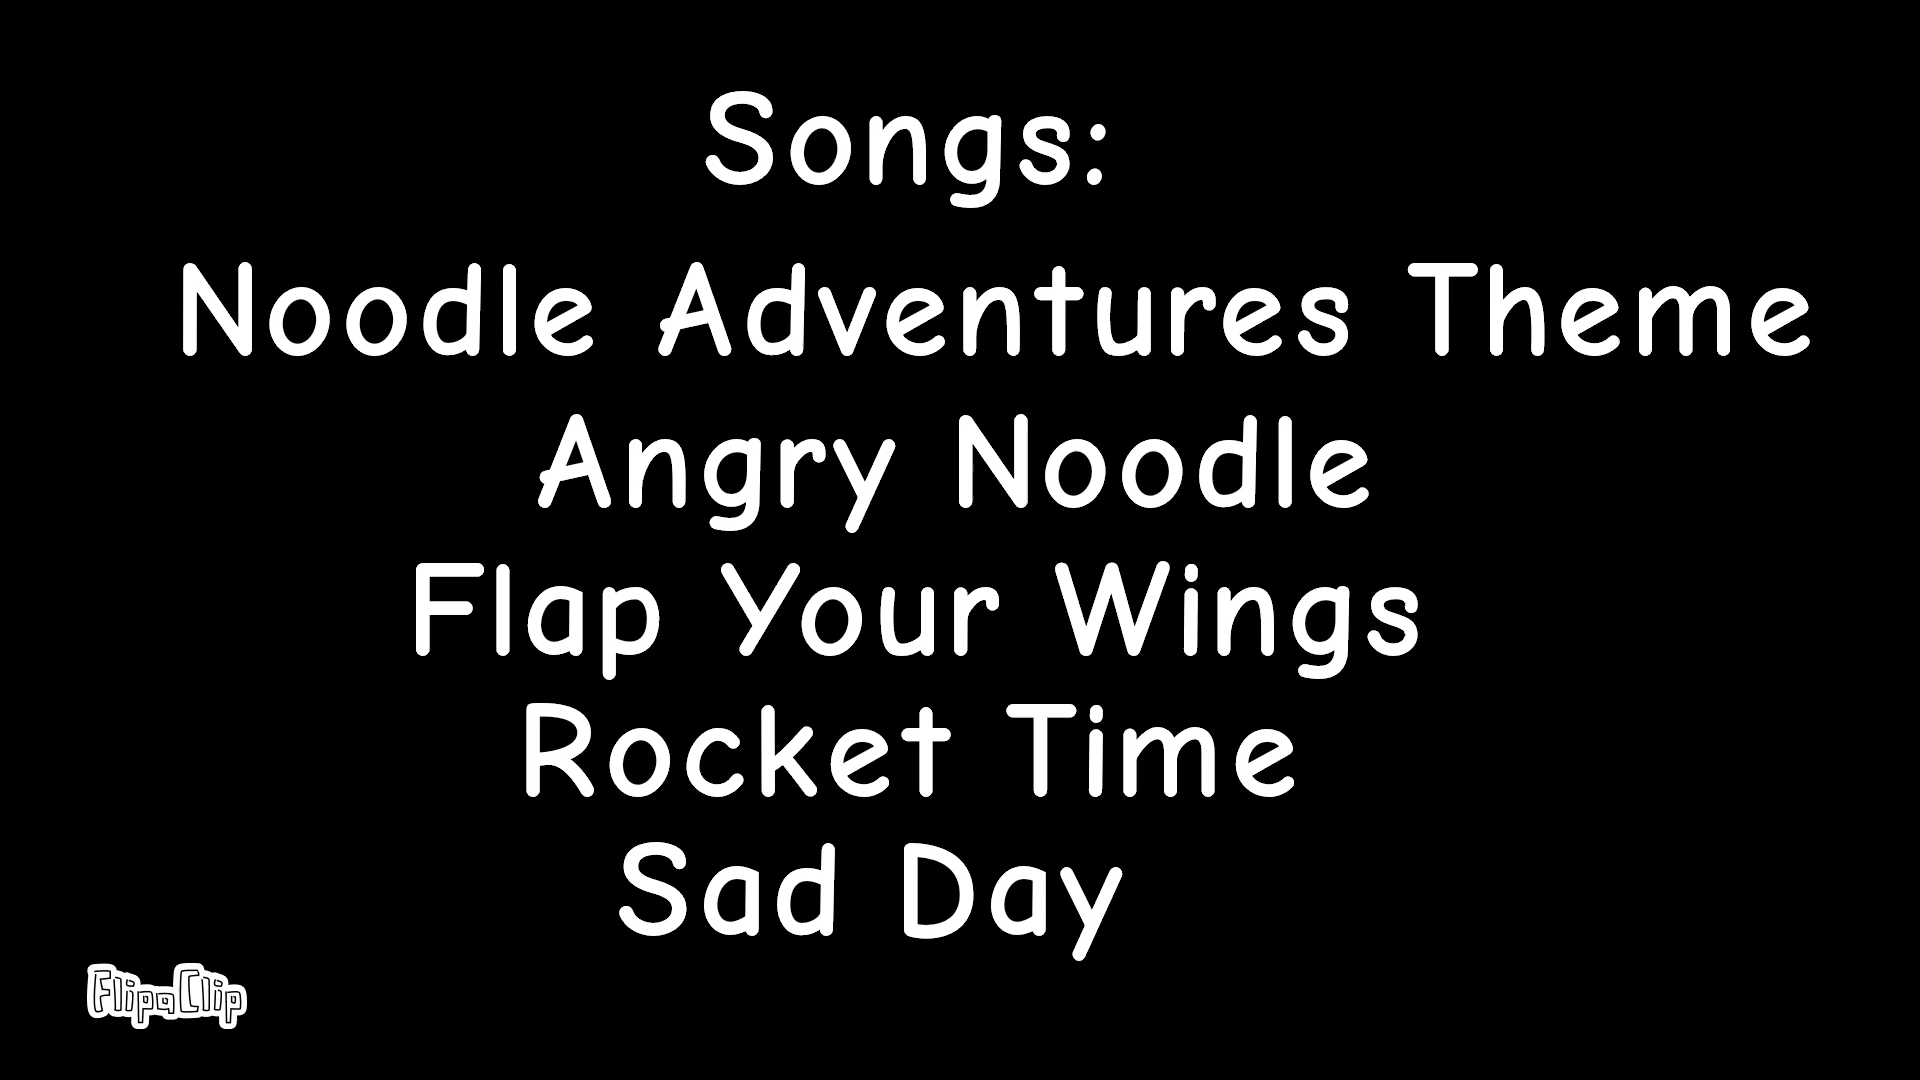 Songs:
Noodle Adventures Theme
Angry Noodle
Flap Your Wings
Rocket Time
Sad Day
FlipaClip